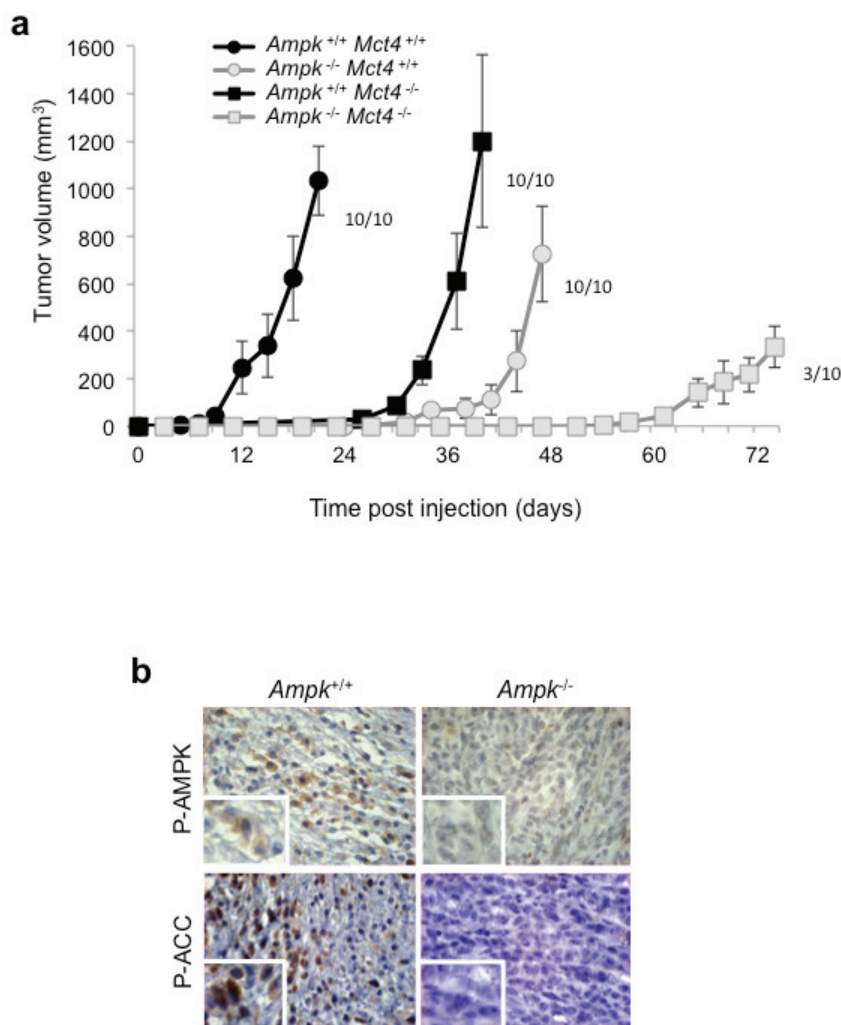 a
Ampk +/+ Mct4 +/+
Ampk -/- Mct4 +/+
Ampk +/+ Mct4 -/-
Ampk -/- Mct4 -/-
1600
1400
1200
1000
800
600
400
200
0
Tumor volume (mm³)
10/10
10/10
10/10
3/10
0 12 24 36 48 60 72
Time post injection (days)
b
Ampk+/+ Ampk-/-
P-AMPK
P-ACC